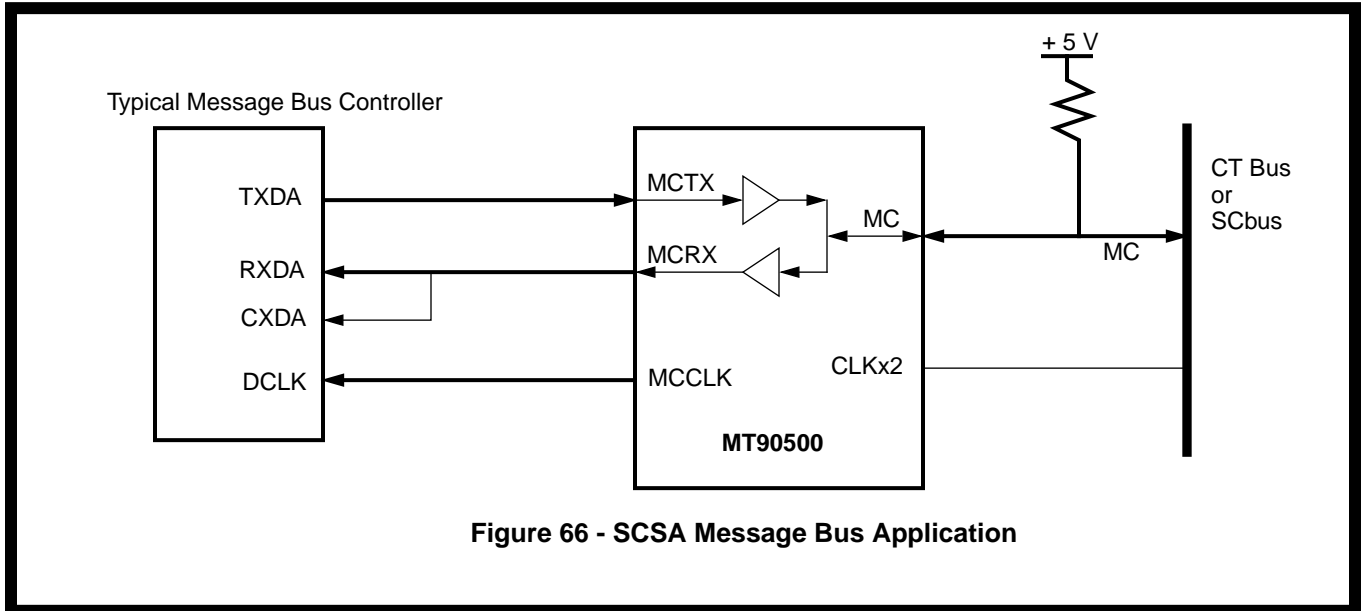 + 5 V
Typical Message Bus Controller
TXDA
RXDA
CXDA
DCLK
MCTX
MCRX
MCCLK
MC
CLKx2
MT90500
MC
CT Bus
or
SCbus
Figure 66 - SCSA Message Bus Application